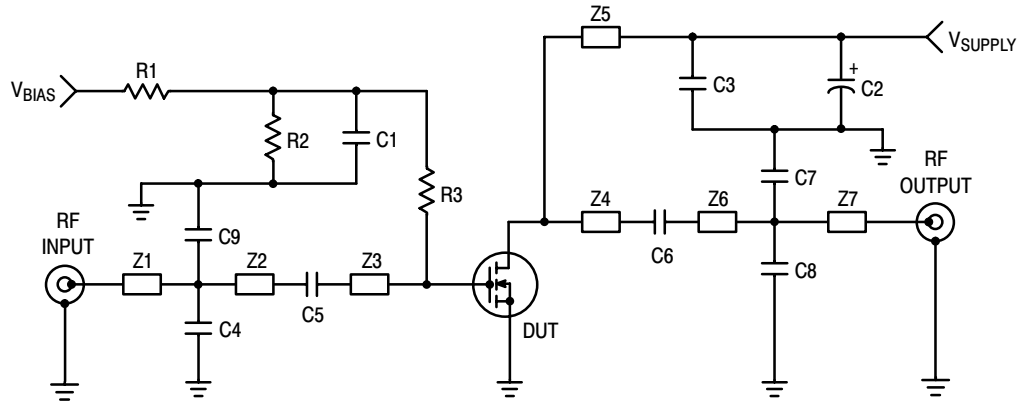 Z5
VSUPPLY
R1
VBIAS
C3
+
C2
R2
C1
R3
C7
RF
OUTPUT
RF
INPUT
C9
Z4
Z6
Z7
C6
Z1
Z2
Z3
C8
C4
C5
DUT